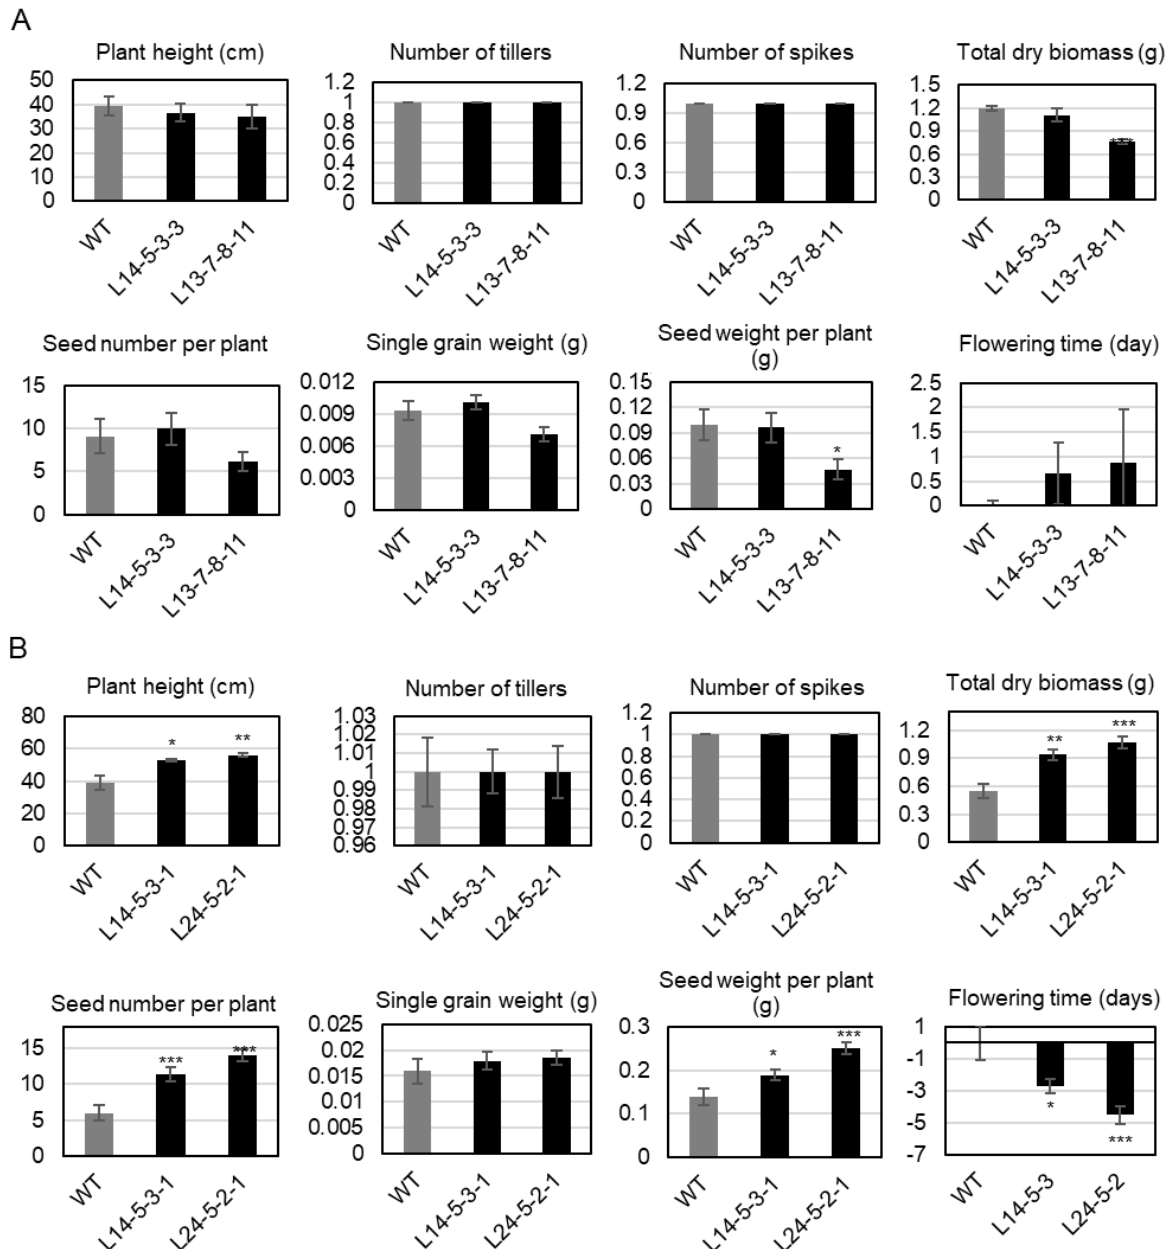 A
Plant height (cm)
50
40
30
20
10
0
WT
L14-5-3-3
L13-7-8-11
Number of tillers
1.2
1
0.8
0.6
0.4
0.2
0
WT
L14-5-3-3
L13-7-8-11
Number of spikes
1.2
0.9
0.6
0.3
0
WT
L14-5-3-3
L13-7-8-11
Total dry biomass (g)
1.5
1.2
0.9
0.6
0.3
0
***
WT
L14-5-3-3
L13-7-8-11
Seed number per plant
15
10
5
0
WT
L14-5-3-3
L13-7-8-11
Single grain weight (g)
0.012
0.009
0.006
0.003
0
WT
L14-5-3-3
L13-7-8-11
Seed weight per plant
(g)
0.15
0.12
0.09
0.06
0.03
0
*
WT
L14-5-3-3
L13-7-8-11
Flowering time (day)
2.5
2
1.5
1
0.5
0
WT
L14-5-3-3
L13-7-8-11
B
Plant height (cm)
80
60
40
20
0
*
**
WT
L14-5-3-1
L24-5-2-1
Number of tillers
1.03
1.02
1.01
1
0.99
0.98
0.97
0.96
WT
L14-5-3-1
L24-5-2-1
Number of spikes
1.2
1
0.8
0.6
0.4
0.2
0
WT
L14-5-3-1
L24-5-2-1
Total dry biomass (g)
1.2
0.9
0.6
0.3
0
**
***
WT
L14-5-3-1
L24-5-2-1
Seed number per plant
15
10
5
0
***
***
WT
L14-5-3-1
L24-5-2-1
Single grain weight (g)
0.025
0.02
0.015
0.01
0.005
0
WT
L14-5-3-1
L24-5-2-1
Seed weight per plant
(g)
0.3
0.2
0.1
0
*
***
WT
L14-5-3-1
L24-5-2-1
Flowering time (days)
1
-1
-3
-5
-7
*
***
WT
L14-5-3
L24-5-2